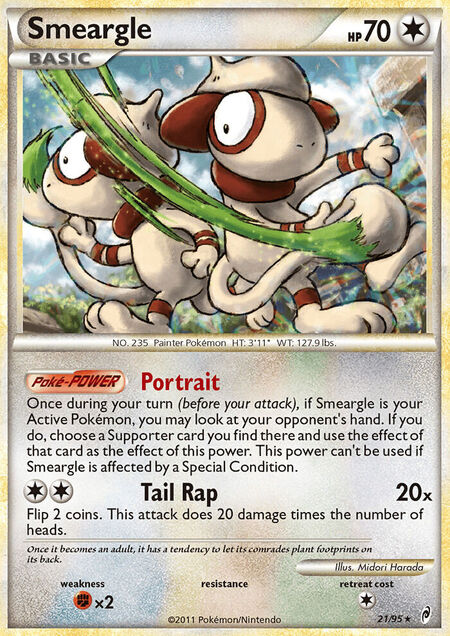 Smeargle HP 70
BASIC
NO. 235 Painter Pokémon HT: 3'11" WT: 127.9 lbs.
Poké-POWER Portrait
Once during your turn (before your attack), if Smeargle is your
Active Pokémon, you may look at your opponent's hand. If you
do, choose a Supporter card you find there and use the effect of
that card as the effect of this power. This power can't be used if
Smeargle is affected by a Special Condition.
Tail Rap 20x
Flip 2 coins. This attack does 20 damage times the number of
heads.
Once it becomes an adult, it has a tendency to let its comrades plant footprints on
its back.
Illus. Midori Harada
weakness resistance retreat cost
×2
©2011 Pokémon/Nintendo 21/95 ★